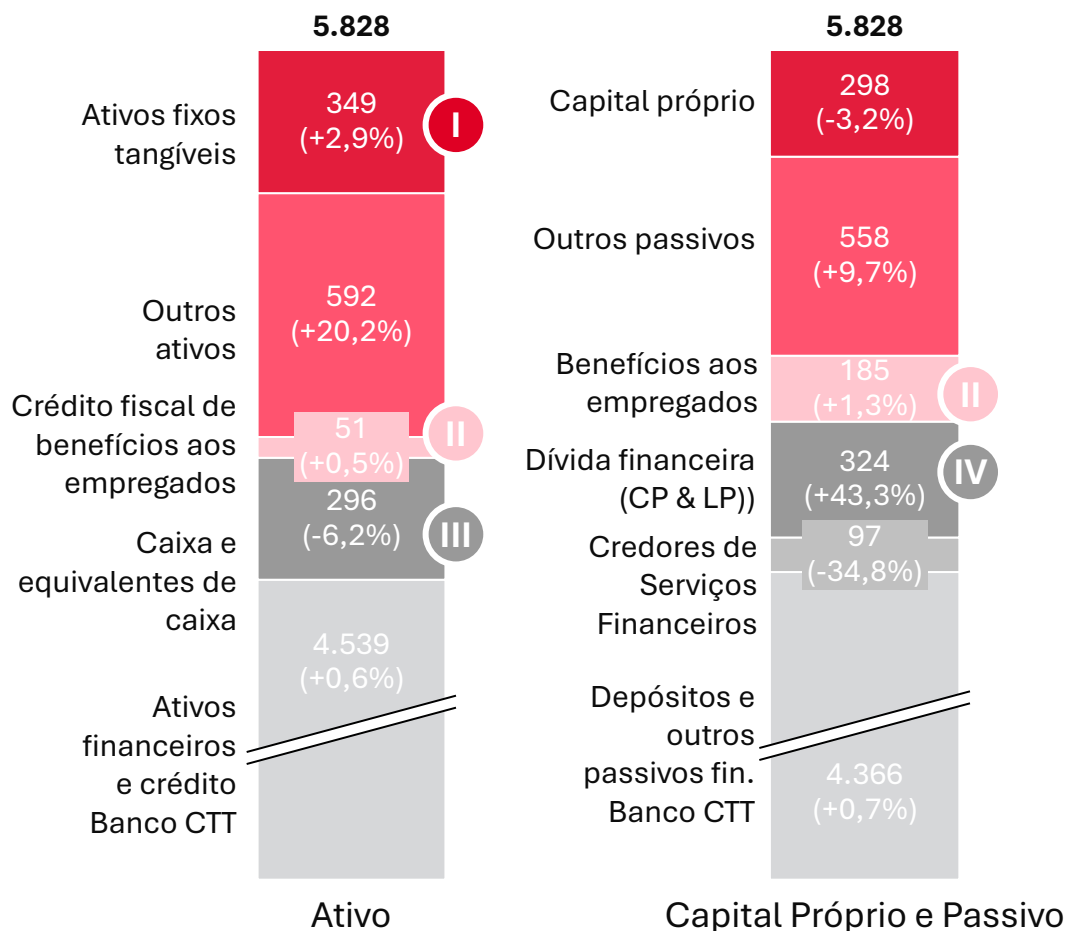 5.828
Ativos fixos
tangíveis
349
(+2,9%)
I
Outros
ativos
592
(+20,2%)
Crédito fiscal de
benefícios aos
empregados
51
(+0,5%)
II
Caixa e
equivalentes de
caixa
296
(-6,2%)
III
Ativos
financeiros
e crédito
Banco CTT
4.539
(+0,6%)
Ativo
5.828
Capital próprio
298
(-3,2%)
Outros passivos
558
(+9,7%)
Benefícios aos
empregados
185
(+1,3%)
II
Dívida financeira
(CP & LP))
324
(+43,3%)
IV
Credores de
Serviços
Financeiros
97
(-34,8%)
Depósitos e
outros
passivos fin.
Banco CTT
4.366
(+0,7%)
Capital Próprio e Passivo